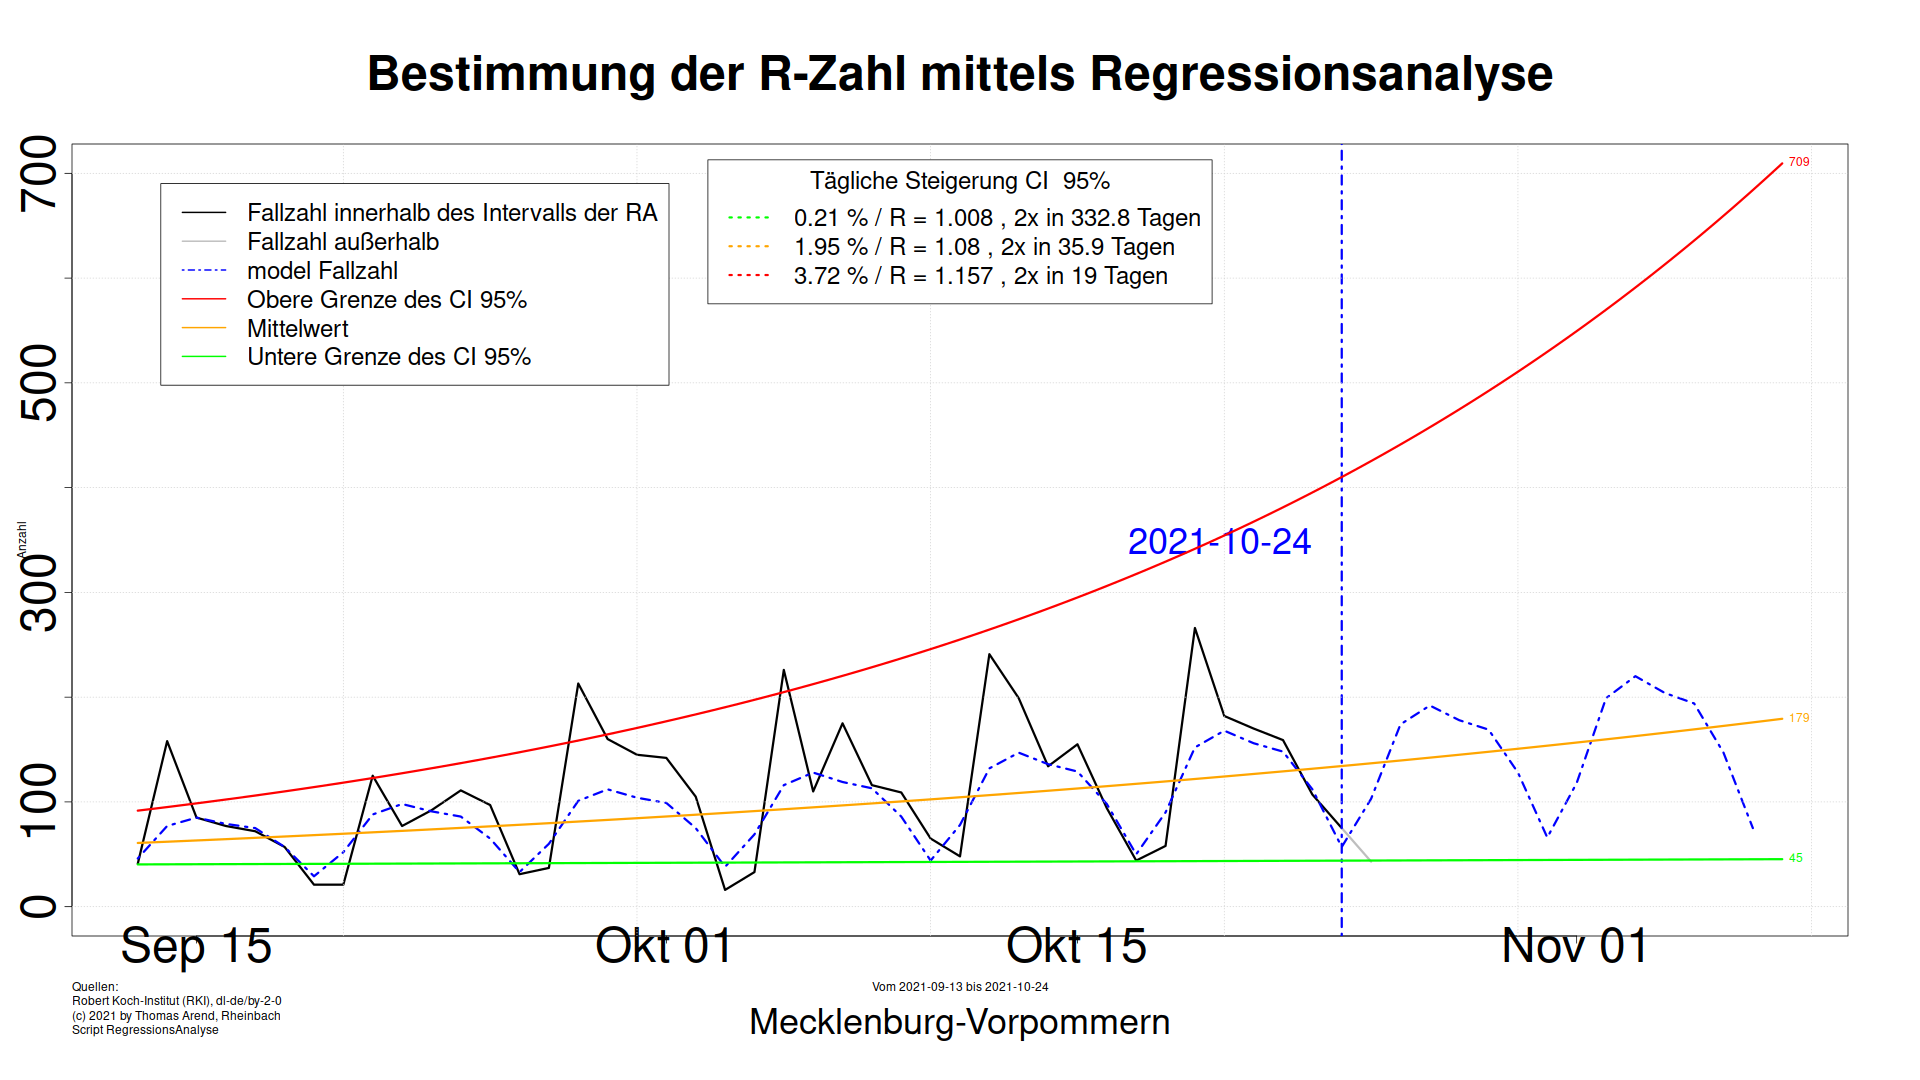 Bestimmung der R-Zahl mittels Regressionsanalyse
Anzahl
700
500
300
100
0
Fallzahl innerhalb des Intervalls der RA
Fallzahl außerhalb
model Fallzahl
Obere Grenze des CI 95%
Mittelwert
Untere Grenze des CI 95%
Tägliche Steigerung CI 95%
0.21 % / R = 1.008 , 2x in 332.8 Tagen
1.95 % / R = 1.08 , 2x in 35.9 Tagen
3.72 % / R = 1.157 , 2x in 19 Tagen
709
2021-10-24
179
45
Sep 15
Okt 01
Okt 15
Nov 01
Quellen:
Robert Koch-Institut (RKI), dl-de/by-2-0
(c) 2021 by Thomas Arend, Rheinbach
Script RegressionsAnalyse
Vom 2021-09-13 bis 2021-10-24
Mecklenburg-Vorpommern